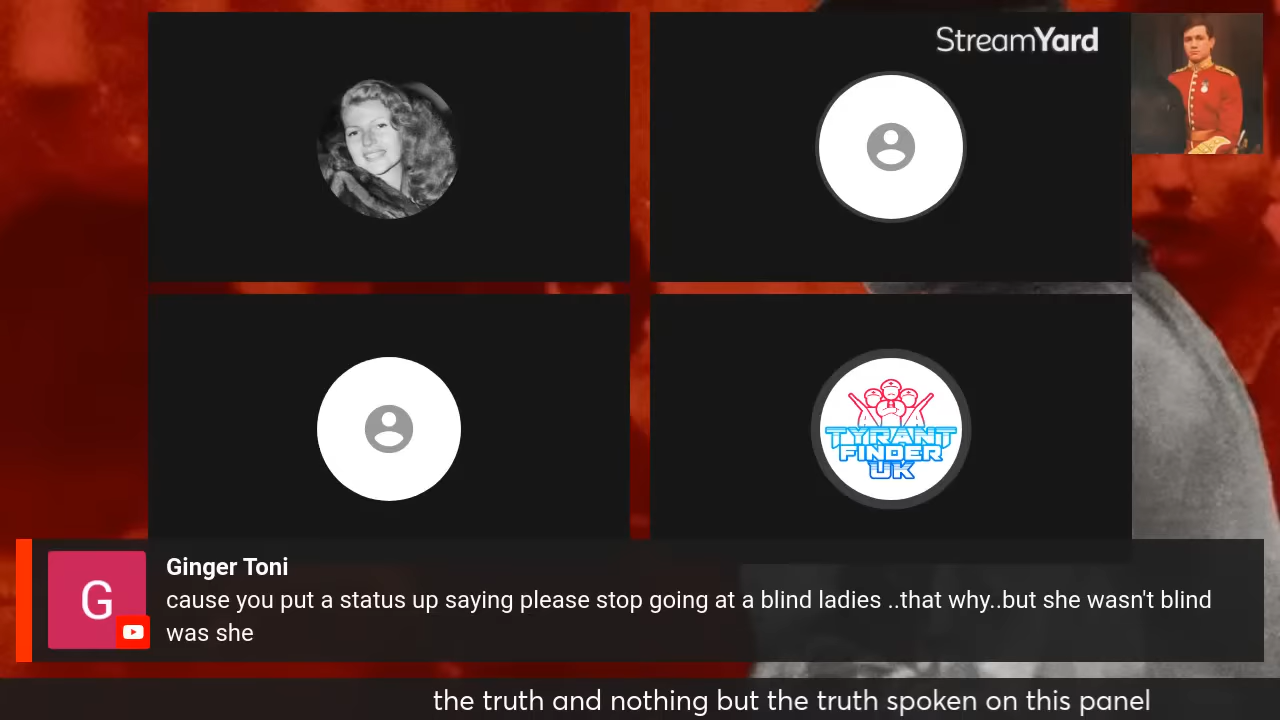 StreamYard
TYRANT
FINDER
UK
G
Ginger Toni
cause you put a status up saying please stop going at a blind ladies ..that why..but she wasn't blind
was she
the truth and nothing but the truth spoken on this panel